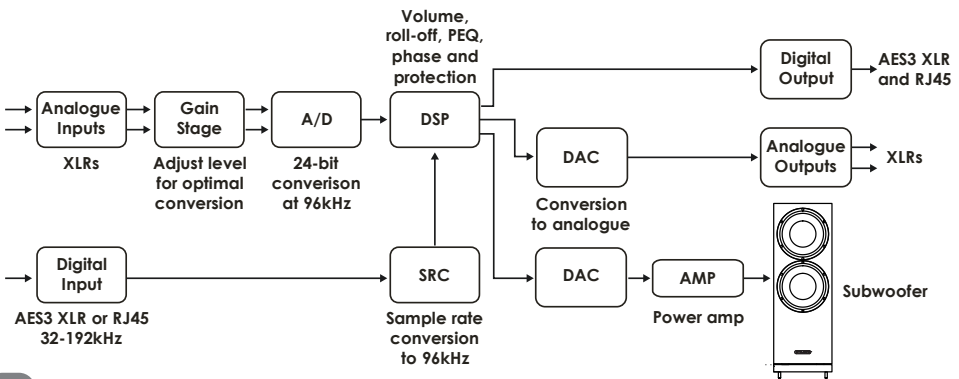 Volume,
roll-off, PEQ,
phase and
protection
Digital
Output
AES3 XLR
and RJ45
Analogue
Inputs
Gain
Stage
A/D
DSP
XLRs
Adjust level
for optimal
conversion
24-bit
converison
at 96kHz
DAC
Conversion
to analogue
Analogue
Outputs
XLRs
Digital
Input
SRC
DAC
AMP
Subwoofer
AES3 XLR or RJ45
32-192kHz
Sample rate
conversion
to 96kHz
Power amp